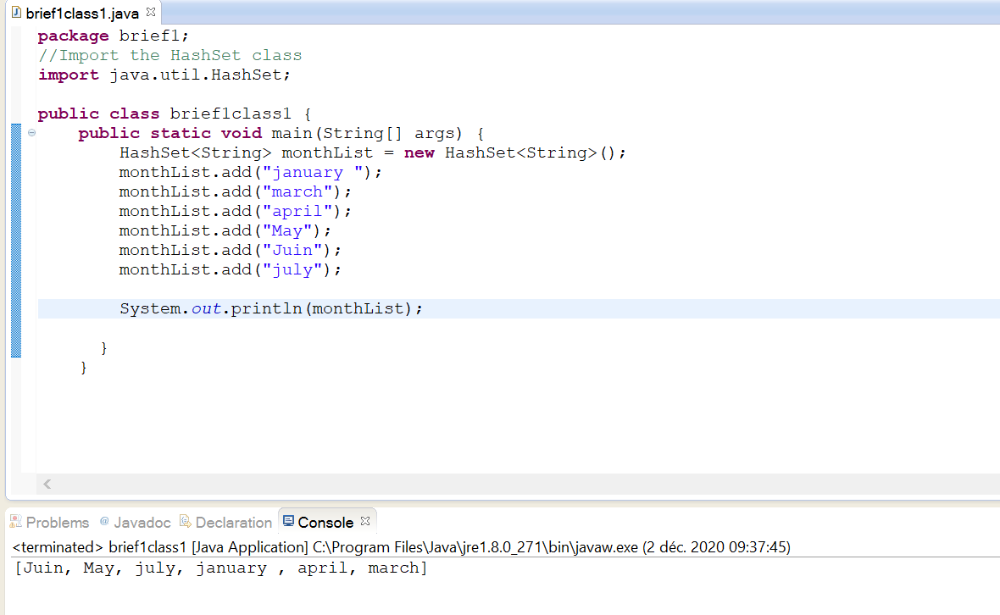 brief1class1.java
package brief1;
//Import the HashSet class
import java.util.HashSet;
public class brief1class1 {
public static void main(String[] args) {
HashSet<String> monthList = new HashSet<String>();
monthList.add("january ");
monthList.add("march");
monthList.add("april");
monthList.add("May");
monthList.add("Juin");
monthList.add("july");
System.out.println(monthList);
}
}
Problems @ Javadoc Declaration Console
<terminated> brief1class1 [Java Application] C:\Program Files\Java\jre1.8.0_271\bin\javaw.exe (2 déc. 2020 09:37:45)
[Juin, May, july, january , april, march]